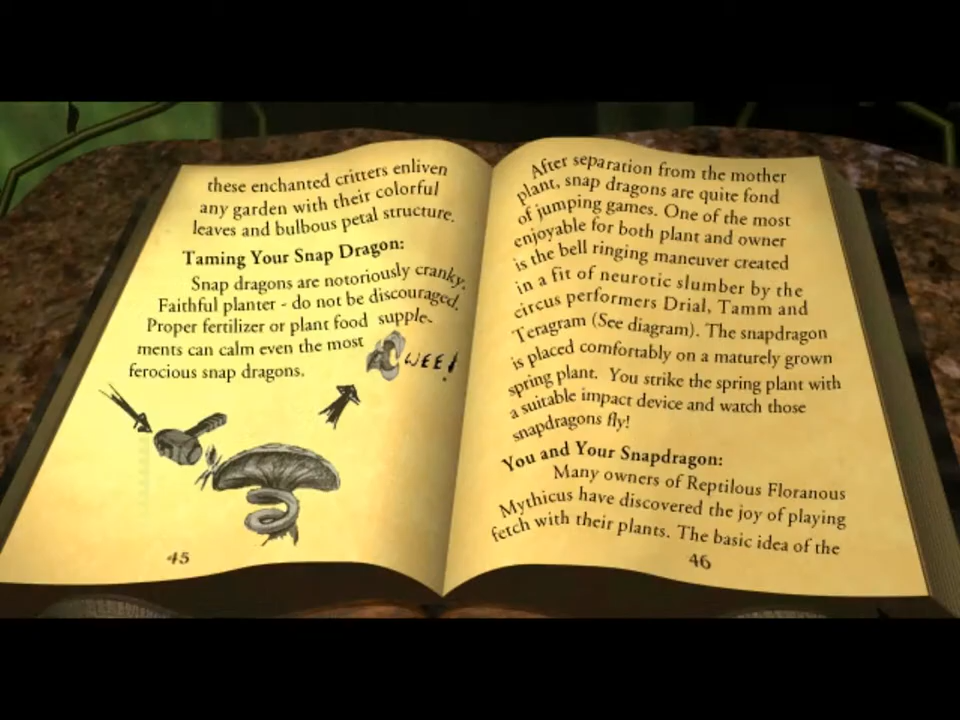 these enchanted critters enliven
any garden with their colorful
leaves and bulbous petal structure.
Taming Your Snap Dragon:
Snap dragons are notoriously cranky.
Faithful planter - do not be discouraged.
Proper fertilizer or plant food supple-
ments can calm even the most
ferocious snap dragons.
WEE!
45
After separation from the mother
plant, snap dragons are quite fond
of jumping games. One of the most
enjoyable for both plant and owner
is the bell ringing maneuver created
in a fit of neurotic slumber by the
circus performers Drial, Tamm and
Teragram (See diagram). The snapdragon
is placed comfortably on a maturely grown
spring plant. You strike the spring plant with
a suitable impact device and watch those
snapdragons fly!
You and Your Snapdragon:
Many owners of Reptilous Floranous
Mythicus have discovered the joy of playing
fetch with their plants. The basic idea of the
46